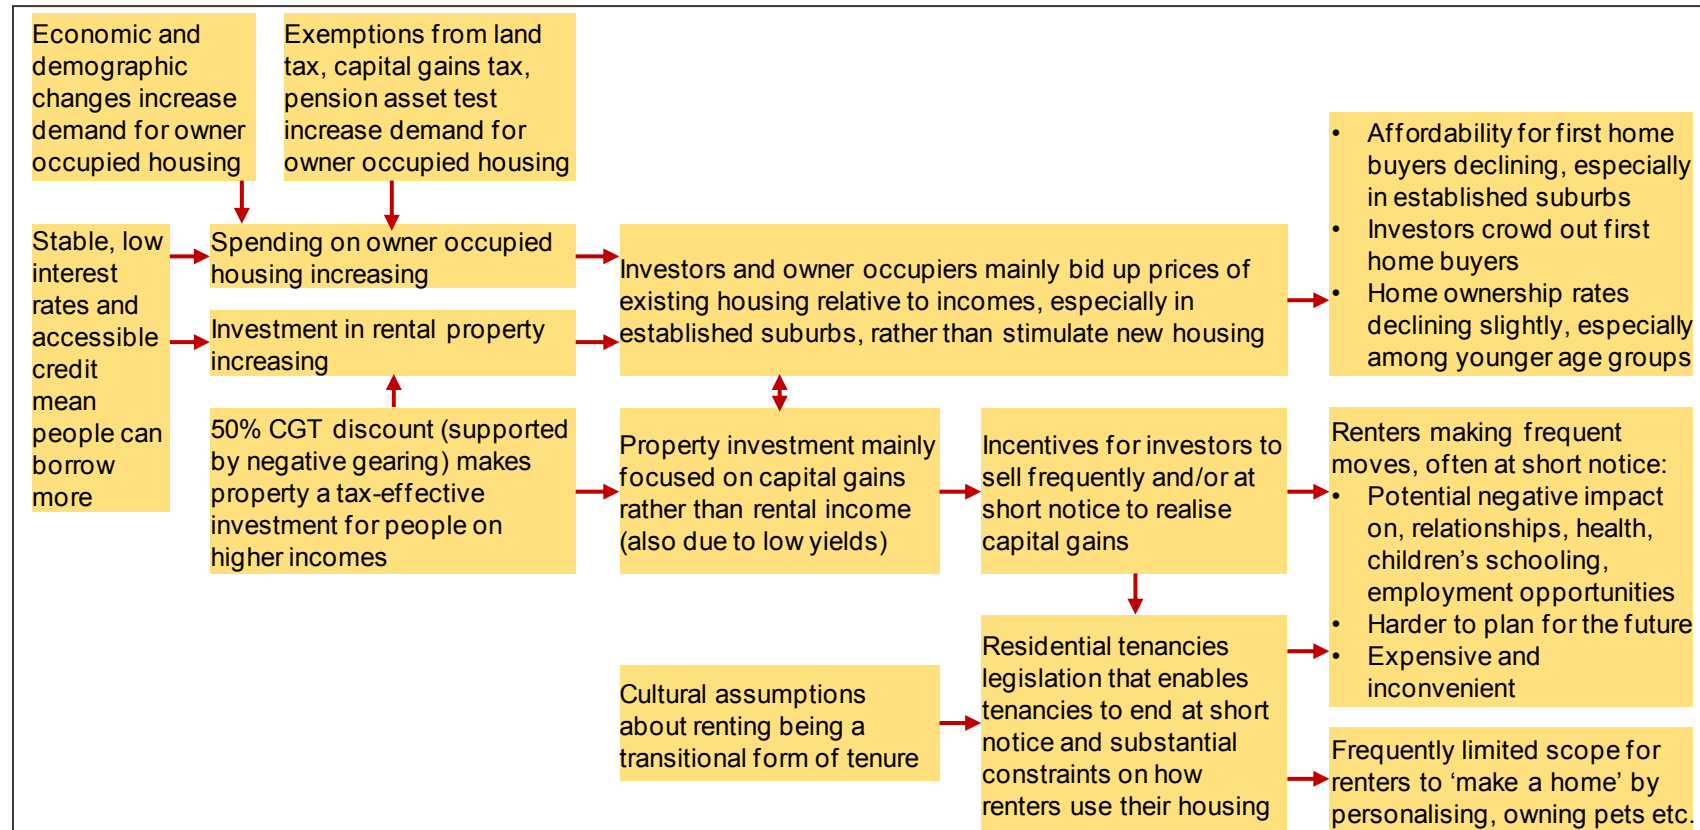 Economic and
demographic
changes increase
demand for owner
occupied housing
Exemptions from land
tax, capital gains tax,
pension asset test
increase demand for
owner occupied housing
Stable, low
interest
rates and
accessible
credit
mean
people can
borrow
more
Spending on owner occupied
housing increasing
Investment in rental property
increasing
50% CGT discount (supported
by negative gearing) makes
property a tax-effective
investment for people on
higher incomes
Investors and owner occupiers mainly bid up prices of
existing housing relative to incomes, especially in
established suburbs, rather than stimulate new housing
Property investment mainly
focused on capital gains
rather than rental income
(also due to low yields)
Incentives for investors to
sell frequently and/or at
short notice to realise
capital gains
Cultural assumptions
about renting being a
transitional form of tenure
Residential tenancies
legislation that enables
tenancies to end at short
notice and substantial
constraints on how
renters use their housing
• Affordability for first home
buyers declining, especially
in established suburbs
• Investors crowd out first
home buyers
• Home ownership rates
declining slightly, especially
among younger age groups
Renters making frequent
moves, often at short notice:
• Potential negative impact
on, relationships, health,
children’s schooling,
employment opportunities
• Harder to plan for the future
• Expensive and
inconvenient
Frequently limited scope for
renters to ‘make a home’ by
personalising, owning pets etc.